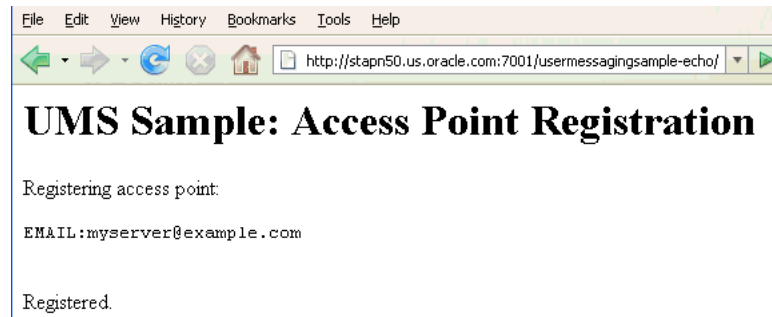 File Edit View History Bookmarks Tools Help
http://stapn50.us.oracle.com:7001/usermessagingsample-echo/
UMS Sample: Access Point Registration
Registering access point:
EMAIL:myserver@example.com
Registered.